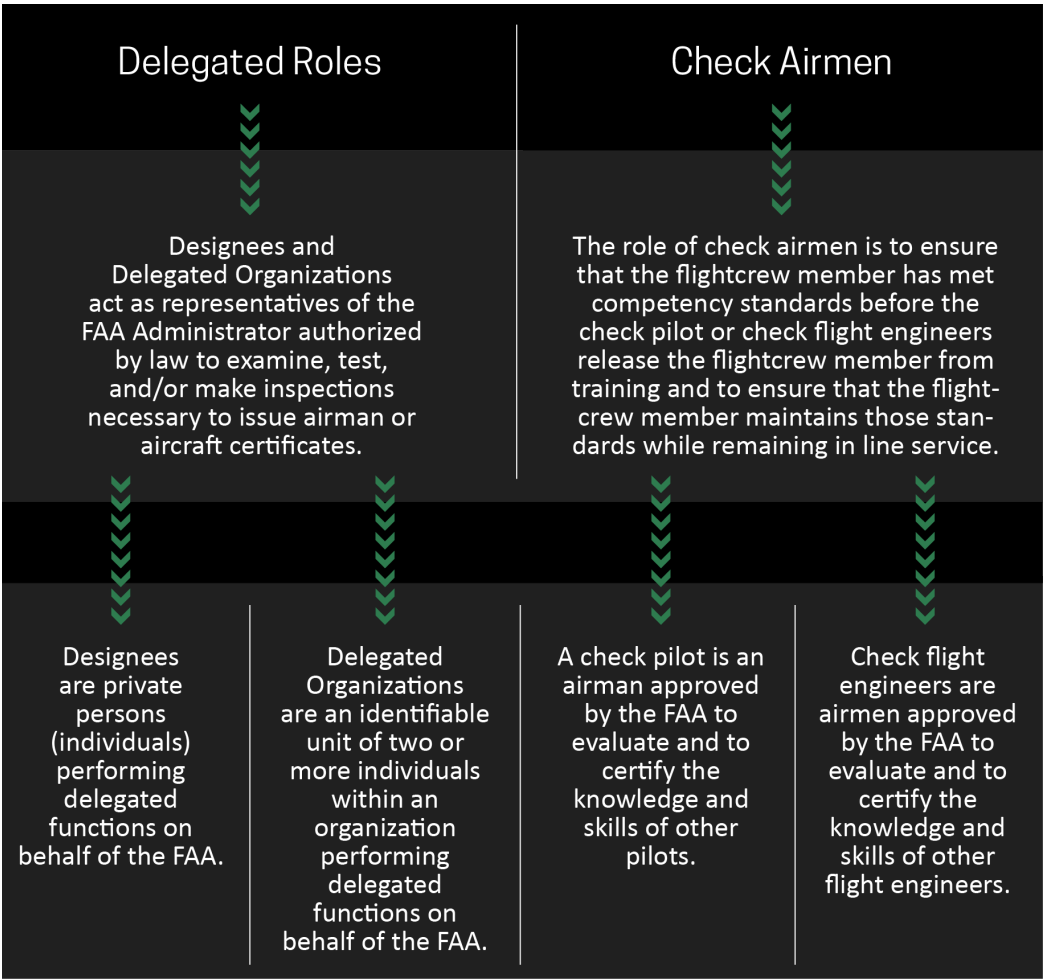 Delegated Roles
Check Airmen
Designees and
Delegated Organizations
act as representatives of the
FAA Administrator authorized
by law to examine, test,
and/or make inspections
necessary to issue airman or
aircraft certificates.
The role of check airmen is to ensure
that the flightcrew member has met
competency standards before the
check pilot or check flight engineers
release the flightcrew member from
training and to ensure that the flight-
crew member maintains those stan-
dards while remaining in line service.
Designees
are private
persons
(individuals)
performing
delegated
functions on
behalf of the FAA.
Delegated
Organizations
are an identifiable
unit of two or
more individuals
within an
organization
performing
delegated
functions on
behalf of the FAA.
A check pilot is an
airman approved
by the FAA to
evaluate and to
certify the
knowledge and
skills of other
pilots.
Check flight
engineers are
airmen approved
by the FAA to
evaluate and to
certify the
knowledge and
skills of other
flight engineers.